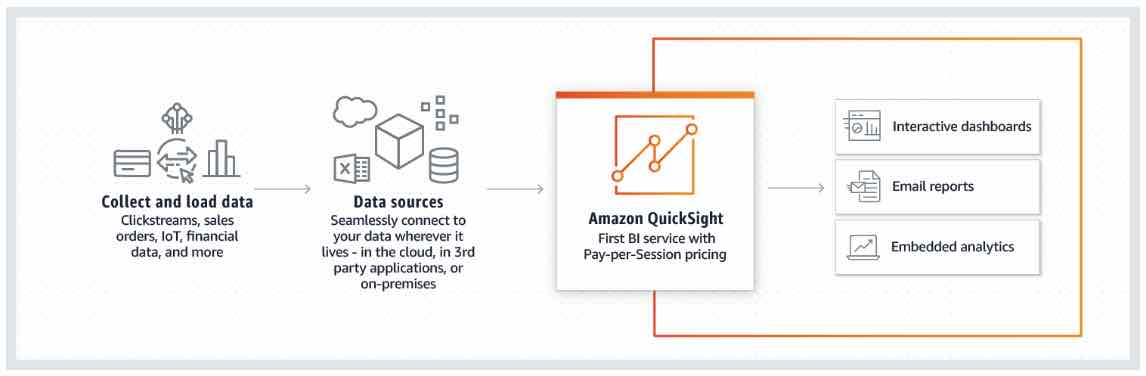 Collect and load data
Clickstreams, sales
orders, IoT, financial
data, and more
Data sources
Seamlessly connect to
your data wherever it
lives - in the cloud, in 3rd
party applications, or
on-premises
Amazon QuickSight
First BI service with
Pay-per-Session pricing
Interactive dashboards
Email reports
Embedded analytics